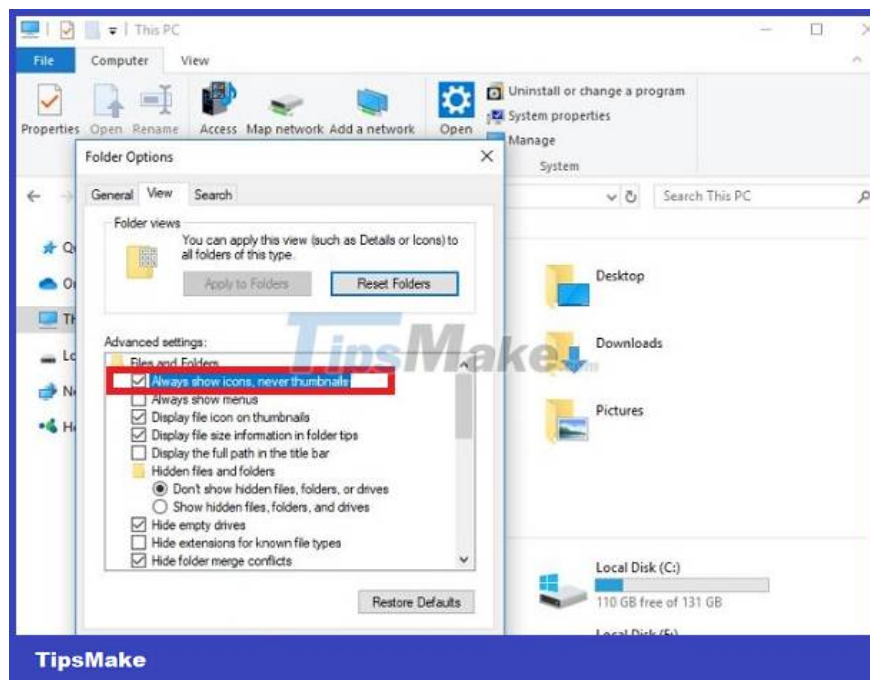 This PC
File Computer View
Properties Open Rename Access Map network Add a network Open
Uninstall or change a program
System properties
Manage
System
Folder Options
General View Search
Search This PC
Folder views
You can apply this view (such as Details or Icons) to
all folders of this type.
Apply to Folders Reset Folders
Advanced settings:
Files and Folders
Always show icons, never thumbnails
Always show menus
Display file icon on thumbnails
Display file size information in folder tips
Display the full path in the title bar
Hidden files and folders
Don't show hidden files, folders, or drives
Show hidden files, folders, and drives
Hide empty drives
Hide extensions for known file types
Hide folder merge conflicts
Restore Defaults
Desktop
Downloads
Pictures
Local Disk (C:)
110 GB free of 131 GB
TipsMake.com
TipsMake